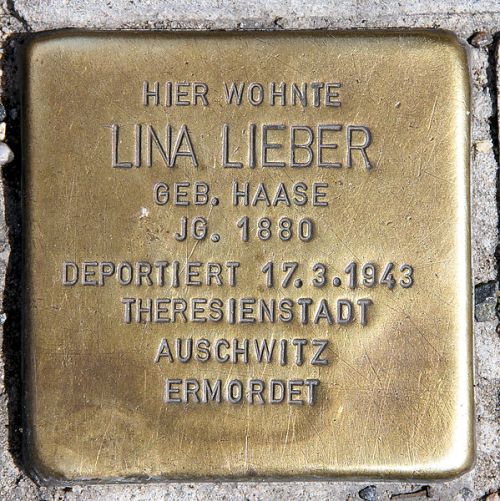 HIER WOHNTE
LINA LIEBER
GEB. HAASE
JG. 1880
DEPORTIERT 17.3.1943
THERESIENSTADT
AUSCHWITZ
ERMORDET